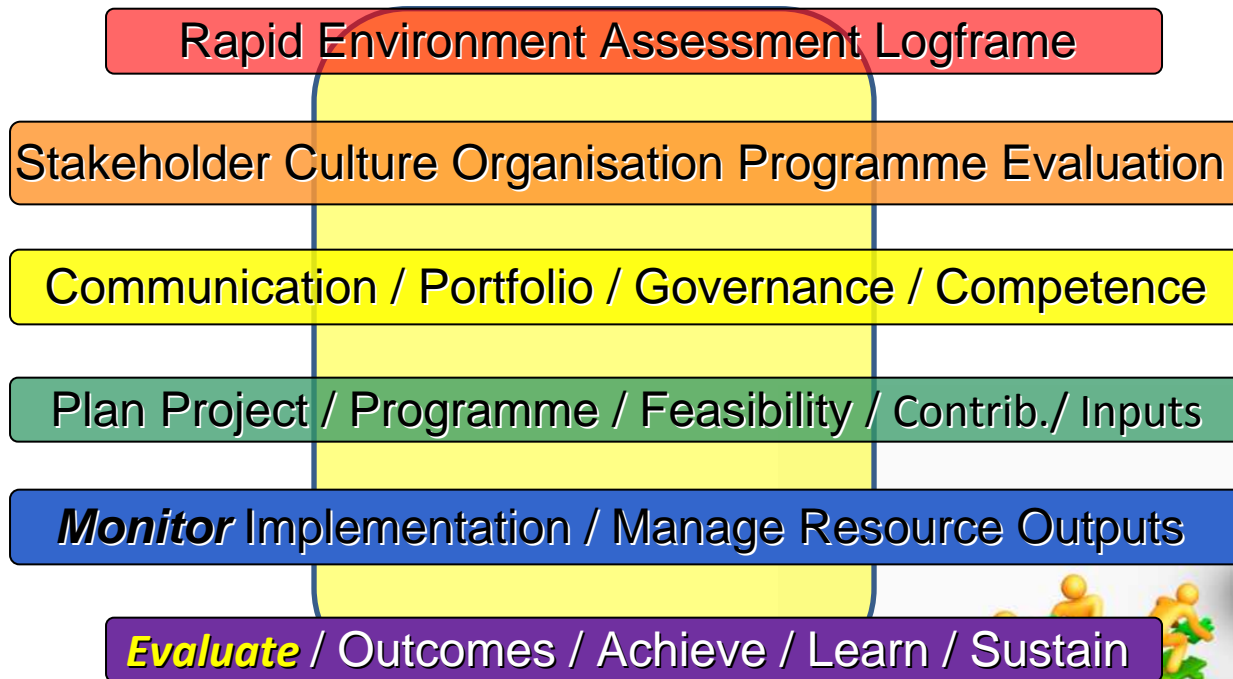 Rapid Environment Assessment Logframe
Stakeholder Culture Organisation Programme Evaluation
Communication / Portfolio / Governance / Competence
Plan Project / Programme / Feasibility / Contrib./ Inputs
Monitor Implementation / Manage Resource Outputs
Evaluate / Outcomes / Achieve / Learn / Sustain